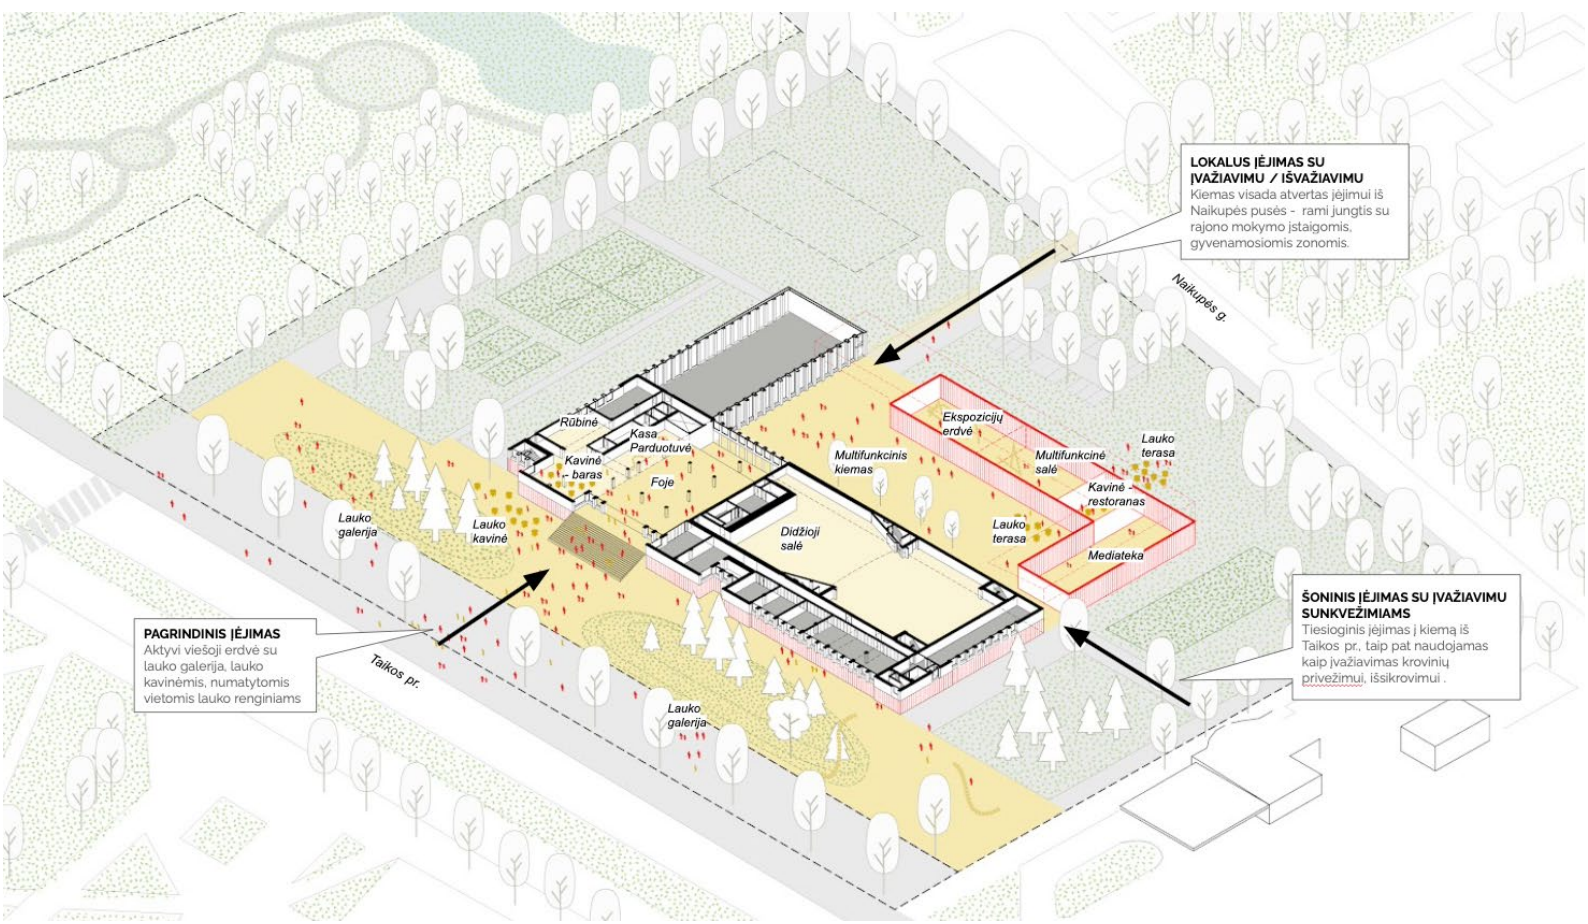 LOKALUS ĮĖJIMAS SU
ĮVAŽIAVIMU / IŠVAŽIAVIMU
Kiemas visada atvertas įėjimui iš
Naikupės pusės - rami jungtis su
rajono mokymo įstaigomis,
gyvenamosiomis zonomis.
Naikupės g.
Rūbinė
Kasa
Parduotuvė
Kavinė
- baras
Foje
Ekspozicijų
erdvė
Multifunkcinis
kiemas
Multifunkcinė
salė
Lauko
terasa
Kavinė -
restoranas
Lauko
galerija
Lauko
kavinė
Didžioji
salė
Lauko
terasa
Mediateka
ŠONINIS ĮĖJIMAS SU ĮVAŽIAVIMU
SUNKVEŽIMIAMS
Tiesioginis įėjimas į kiemą iš
Taikos pr., taip pat naudojamas
kaip įvažiavimas krovinių
privežimui, išsikrovimui .
PAGRINDINIS ĮĖJIMAS
Aktyvi viešoji erdvė su
lauko galerija, lauko
kavinėmis, numatytomis
vietomis lauko renginiams
Taikos pr.
Lauko
galerija